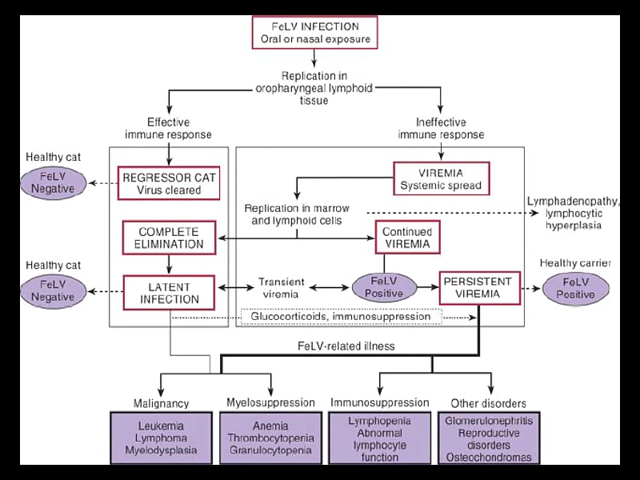 FeLV INFECTION
Oral or nasal exposure
Replication in
oropharyngeal lymphoid
tissue
Effective
immune response
Ineffective
immune response
Healthy cat
FeLV
Negative
REGRESSOR CAT
Virus cleared
VIREMIA
Systemic spread
Replication in marrow
and lymphoid cells
Lymphadenopathy,
lymphocytic
hyperplasia
COMPLETE
ELIMINATION
Continued
VIREMIA
Healthy cat
FeLV
Negative
LATENT
INFECTION
Transient
viremia
FeLV
Positive
PERSISTENT
VIREMIA
Healthy carrier
FeLV
Positive
Glucocorticoids, immunosuppression
FeLV-related illness
Malignancy
Leukemia
Lymphoma
Myelodysplasia
Myelosuppression
Anemia
Thrombocytopenia
Granulocytopenia
Immunosuppression
Lymphopenia
Abnormal
lymphocyte
function
Other disorders
Glomerulonephritis
Reproductive
disorders
Osteochondromas